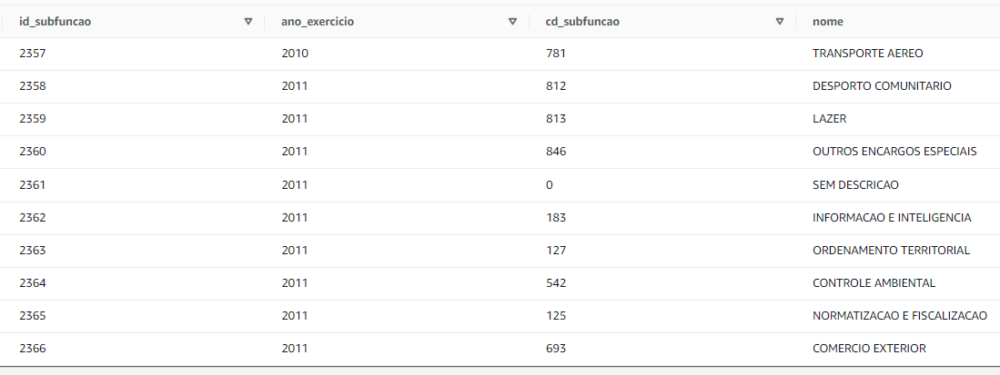 id_subfuncao ano_exercicio cd_subfuncao nome
2357 2010 781 TRANSPORTE AEREO
2358 2011 812 DESPORTO COMUNITARIO
2359 2011 813 LAZER
2360 2011 846 OUTROS ENCARGOS ESPECIAIS
2361 2011 0 SEM DESCRICAO
2362 2011 183 INFORMACAO E INTELIGENCIA
2363 2011 127 ORDENAMENTO TERRITORIAL
2364 2011 542 CONTROLE AMBIENTAL
2365 2011 125 NORMATIZACAO E FISCALIZACAO
2366 2011 693 COMERCIO EXTERIOR